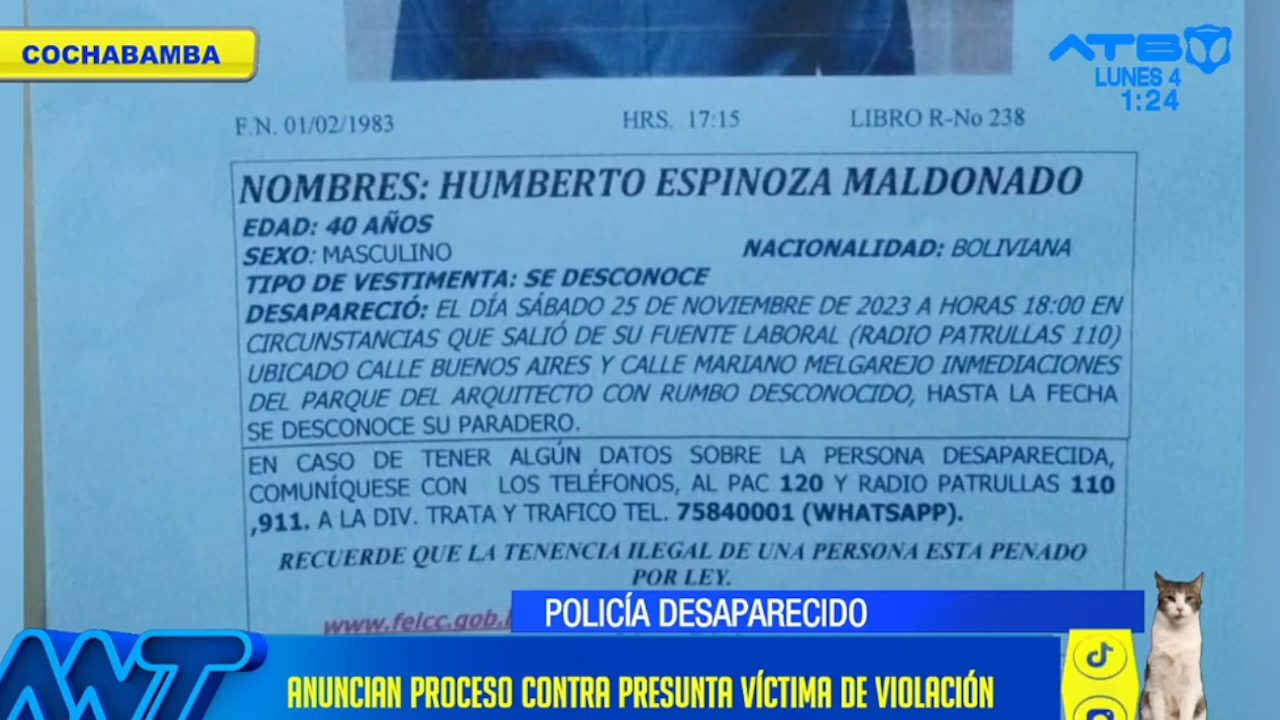 COCHABAMBA
ATB
LUNES 4
1:24
F.N. 01/02/1983 HRS. 17:15 LIBRO R-No 238
NOMBRES: HUMBERTO ESPINOZA MALDONADO
EDAD: 40 AÑOS
SEXO: MASCULINO NACIONALIDAD: BOLIVIANA
TIPO DE VESTIMENTA: SE DESCONOCE
DESAPARECIÓ: EL DÍA SÁBADO 25 DE NOVIEMBRE DE 2023 A HORAS 18:00 EN
CIRCUNSTANCIAS QUE SALIÓ DE SU FUENTE LABORAL (RADIO PATRULLAS 110)
UBICADO CALLE BUENOS AIRES Y CALLE MARIANO MELGAREJO INMEDIACIONES
DEL PARQUE DEL ARQUITECTO CON RUMBO DESCONOCIDO, HASTA LA FECHA
SE DESCONOCE SU PARADERO.
EN CASO DE TENER ALGÚN DATOS SOBRE LA PERSONA DESAPARECIDA,
COMUNÍQUESE CON LOS TELÉFONOS, AL PAC 120 Y RADIO PATRULLAS 110
,911. A LA DIV. TRATA Y TRAFICO TEL. 75840001 (WHATSAPP).
RECUERDE QUE LA TENENCIA ILEGAL DE UNA PERSONA ESTA PENADO
POR LEY.
www.felcc.gob.b
POLICÍA DESAPARECIDO
ANUNCIAN PROCESO CONTRA PRESUNTA VÍCTIMA DE VIOLACIÓN